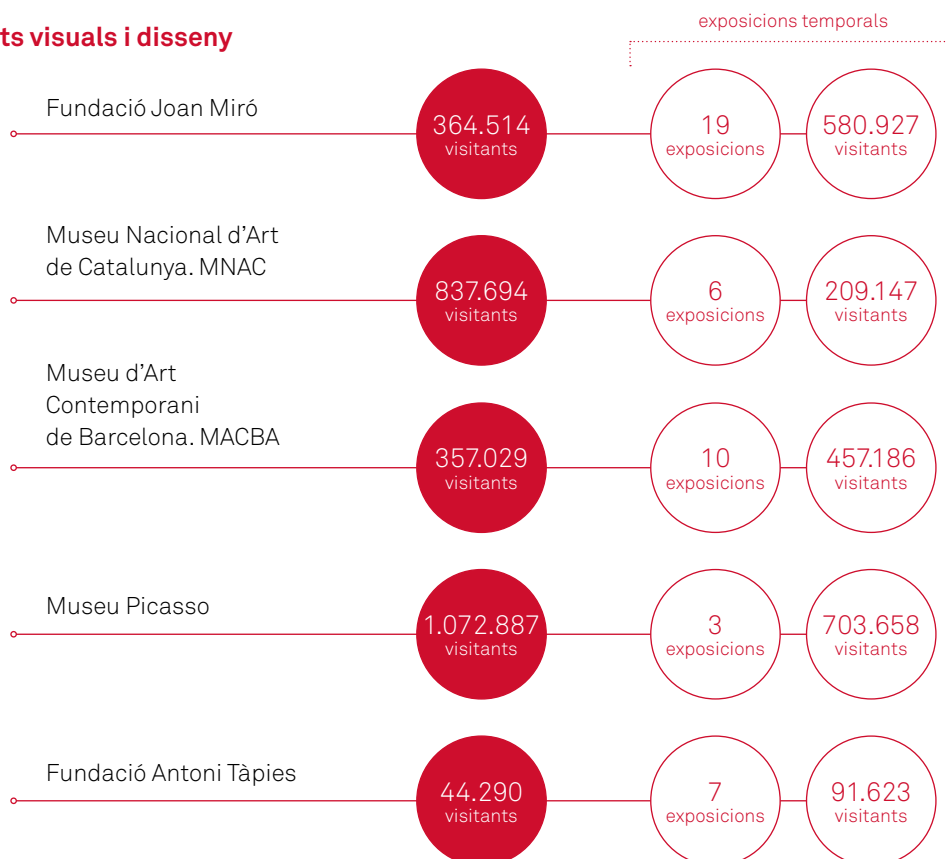 exposicions temporals
ts visuals i disseny
Fundació Joan Miró
364.514
visitants
19
exposicions
580.927
visitants
Museu Nacional d’Art
de Catalunya. MNAC
837.694
visitants
6
exposicions
209.147
visitants
Museu d’Art
Contemporani
de Barcelona. MACBA
357.029
visitants
10
exposicions
457.186
visitants
Museu Picasso
1.072.887
visitants
3
exposicions
703.658
visitants
Fundació Antoni Tàpies
44.290
visitants
7
exposicions
91.623
visitants